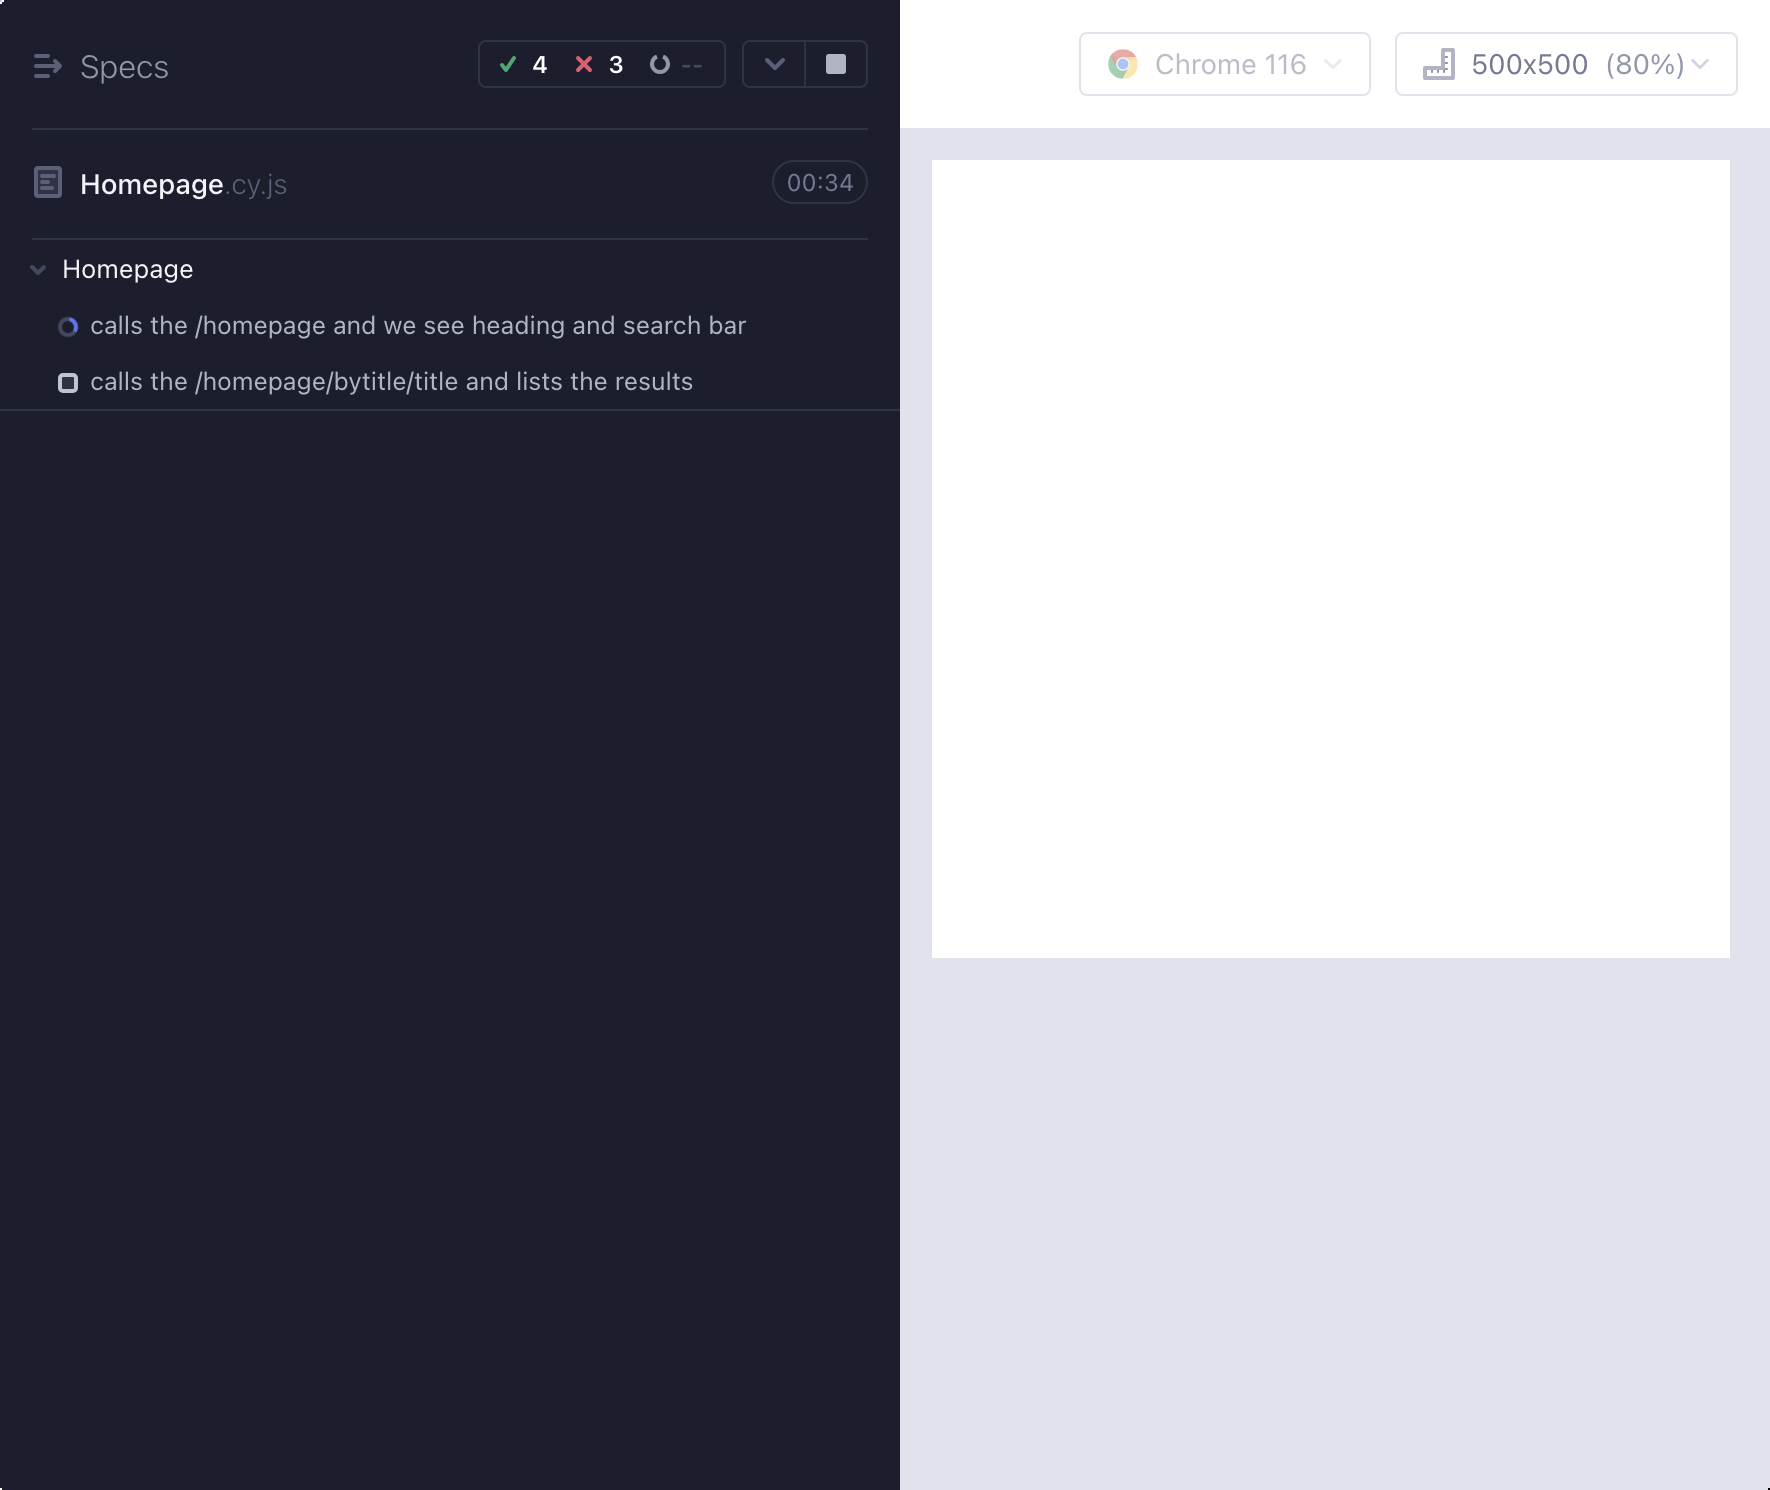 Specs 4 3 --
Chrome 116 500x500 (80%)
Homepage.cy.js 00:34
Homepage
calls the /homepage and we see heading and search bar
calls the /homepage/bytitle/title and lists the results